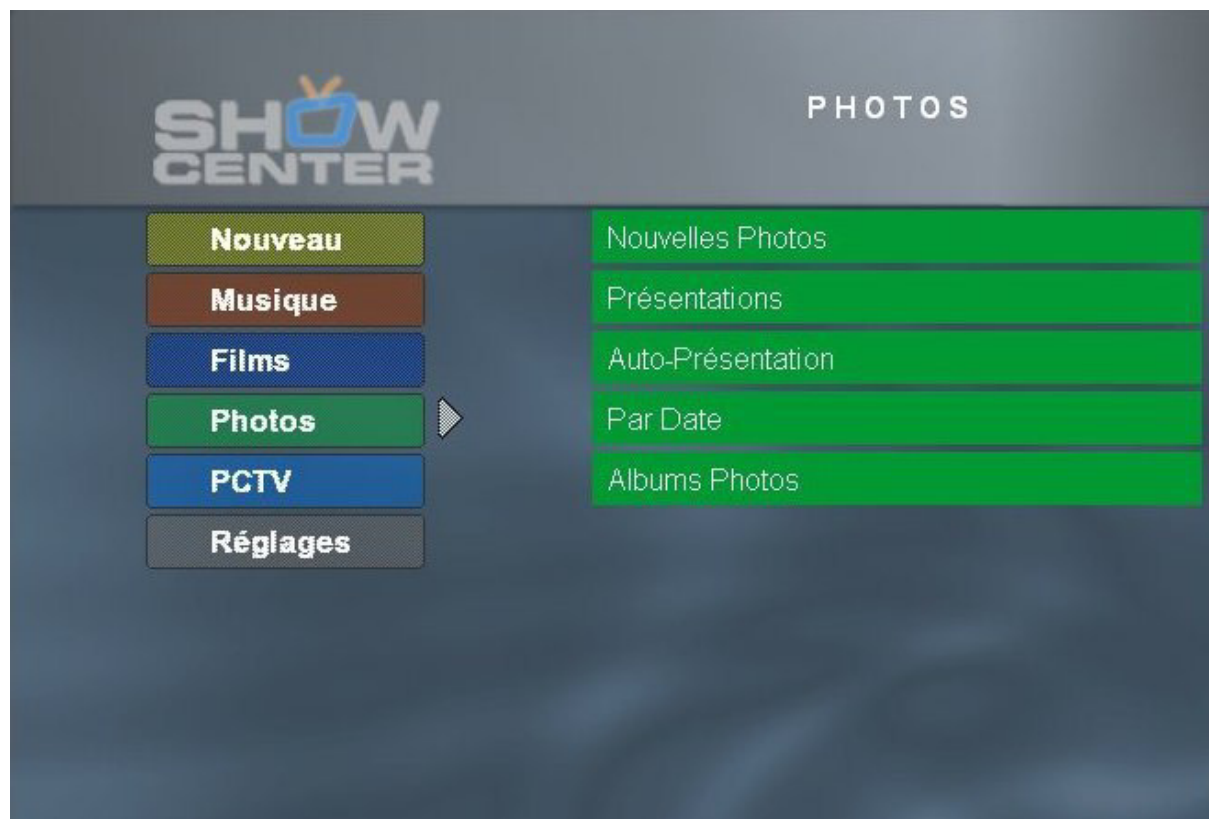 SHOW
CENTER
PHOTOS
Nouveau
Musique
Films
Photos
PCTV
Réglages
Nouvelles Photos
Présentations
Auto-Présentation
Par Date
Albums Photos